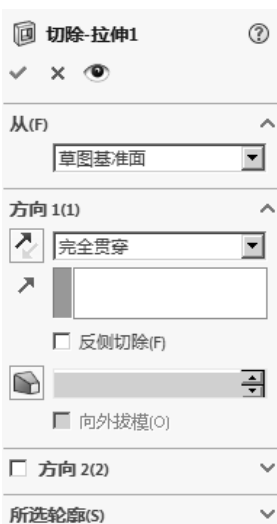 切除-拉伸1
从(F)
草图基准面
方向 1(1)
完全贯穿
反侧切除(F)
向外拔模(O)
方向 2(2)
所选轮廓(S)